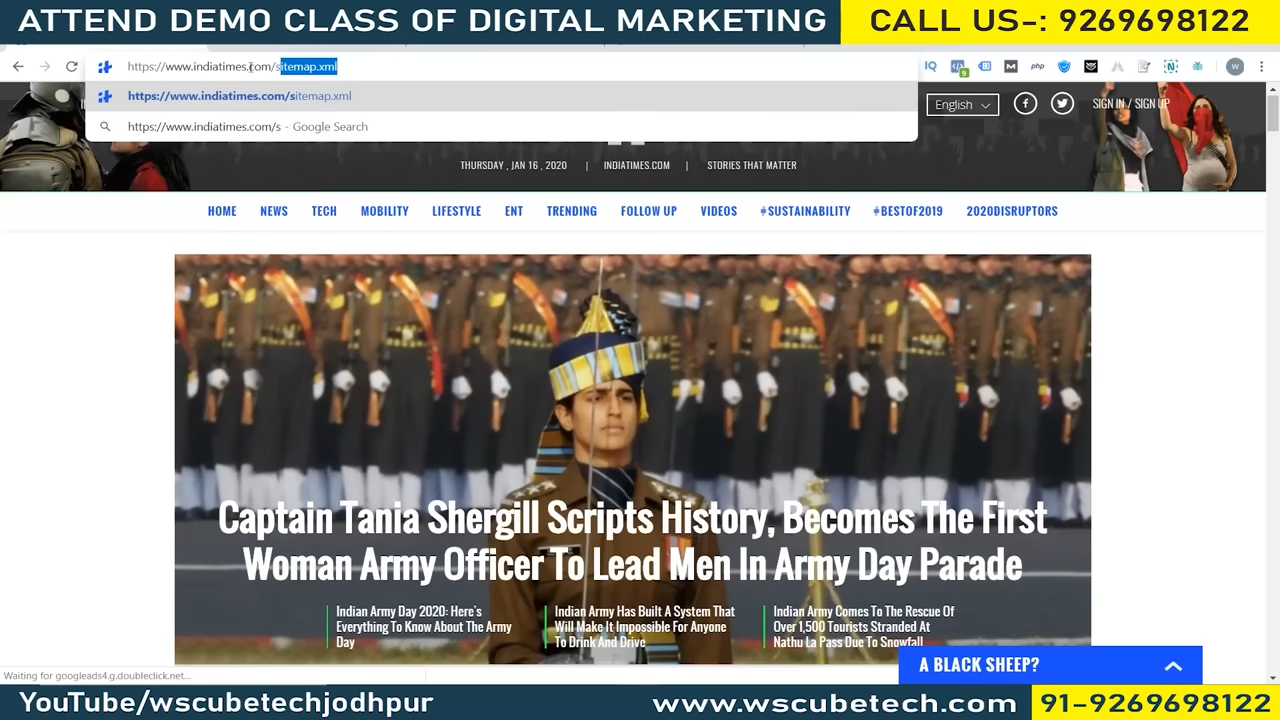 ATTEND DEMO CLASS OF DIGITAL MARKETING
CALL US-: 9269698122
https://www.indiatimes.com/sitemap.xml
https://www.indiatimes.com/sitemap.xml
https://www.indiatimes.com/s - Google Search
IQ
9
M
php
W
English
SIGN IN / SIGN UP
THURSDAY , JAN 16 , 2020 | INDIATIMES.COM | STORIES THAT MATTER
HOME NEWS TECH MOBILITY LIFESTYLE ENT TRENDING FOLLOW UP VIDEOS #SUSTAINABILITY #BESTOF2019 2020DISRUPTORS
Captain Tania Shergill Scripts History, Becomes The First
Woman Army Officer To Lead Men In Army Day Parade
Indian Army Day 2020: Here's
Everything To Know About The Army
Day
Indian Army Has Built A System That
Will Make It Impossible For Anyone
To Drink And Drive
Indian Army Comes To The Rescue Of
Over 1,500 Tourists Stranded At
Nathu La Pass Due To Snowfall
A BLACK SHEEP?
Waiting for googleads4.g.doubleclick.net...
YouTube/wscubetechjodhpur
www.wscubetech.com
91-9269698122